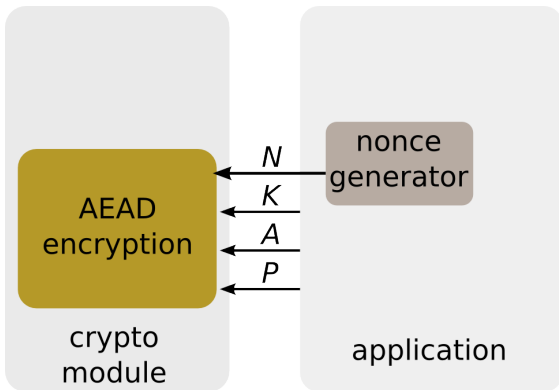 nonce
generator
N
K
A
P
AEAD
encryption
crypto
module
application